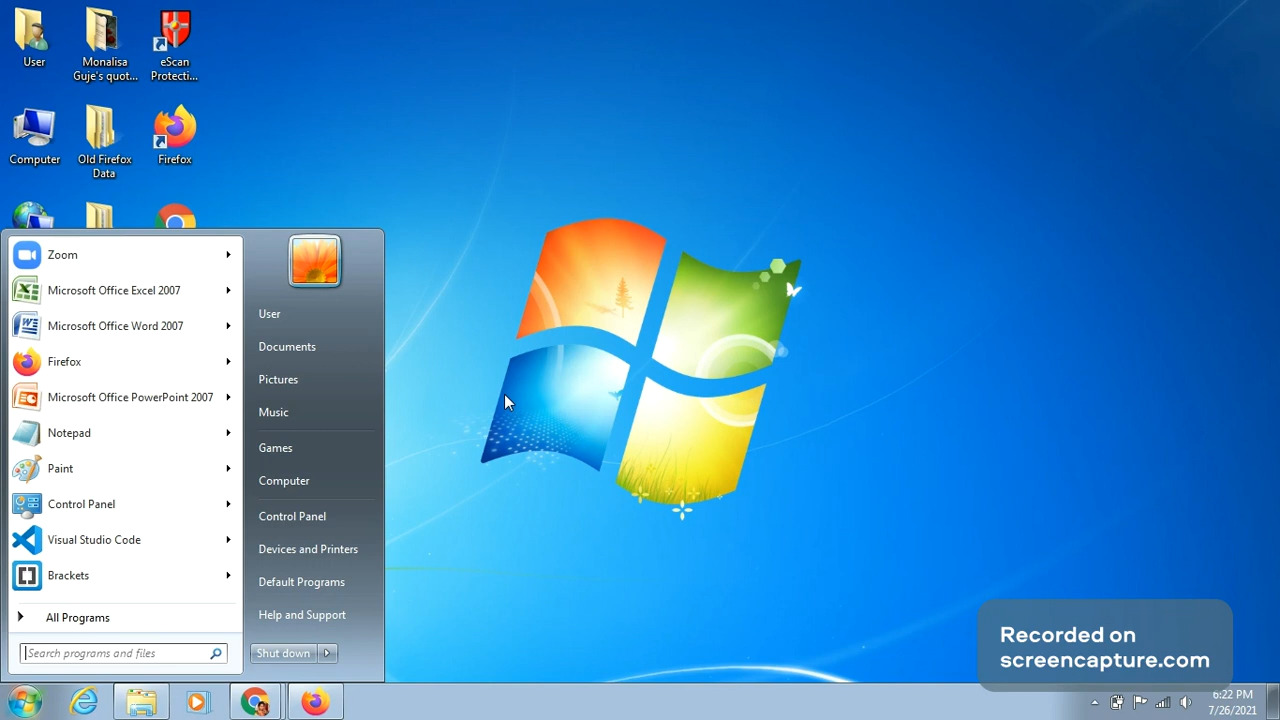 User
Monalisa
Guje's quot...
eScan
Protecti...
Computer
Old Firefox
Data
Firefox
Zoom
Microsoft Office Excel 2007
Microsoft Office Word 2007
Firefox
Microsoft Office PowerPoint 2007
Notepad
Paint
Control Panel
Visual Studio Code
Brackets
All Programs
Search programs and files
User
Documents
Pictures
Music
Games
Computer
Control Panel
Devices and Printers
Default Programs
Help and Support
Shut down
Recorded on
screencapture.com
6:22 PM
7/26/2021